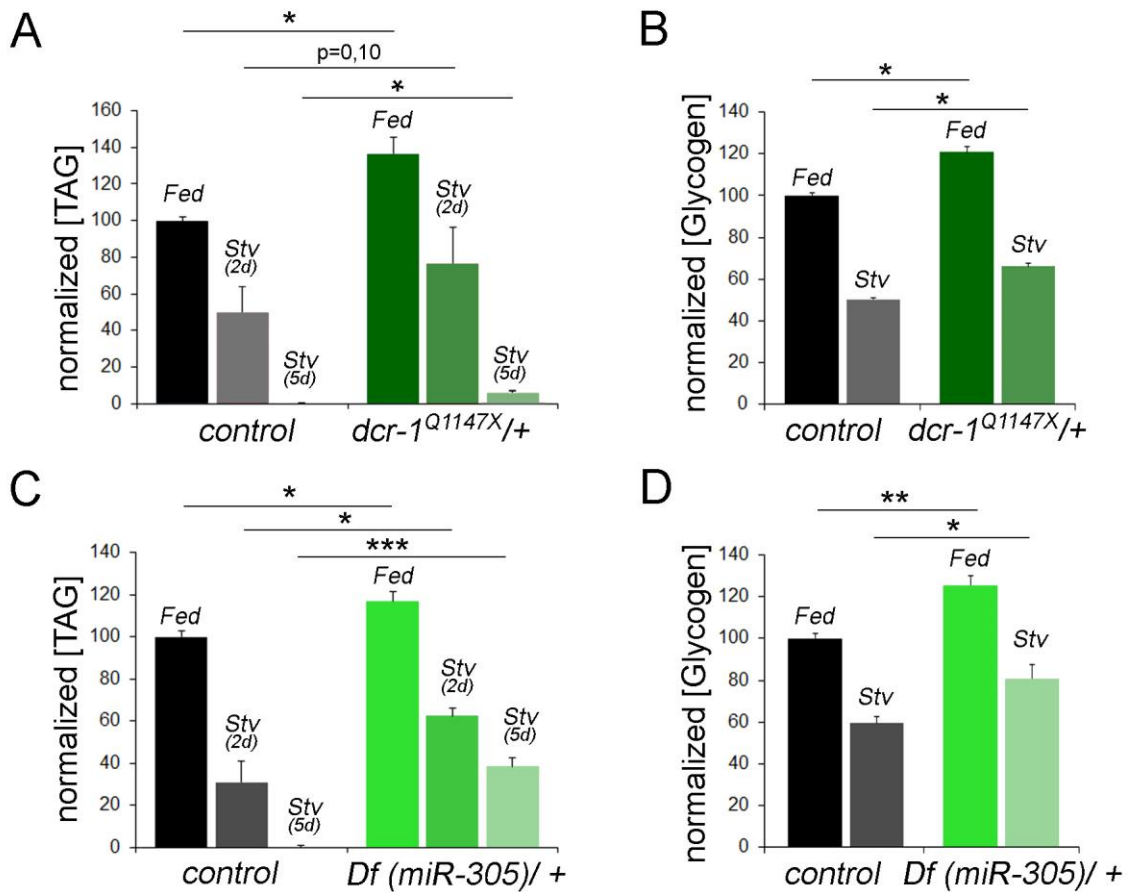 A
*
p=0,10
*
normalized [TAG]
160
140
120
100
80
60
40
20
0
Fed
Stv
(2d)
Stv
(5d)
Fed
Stv
(2d)
Stv
(5d)
control
dcr-1^Q1147X/+
B
*
*
normalized [Glycogen]
140
120
100
80
60
40
20
0
Fed
Stv
Fed
Stv
control
dcr-1^Q1147X/+
C
*
*
***
normalized [TAG]
140
120
100
80
60
40
20
0
Fed
Stv
(2d)
Stv
(5d)
Fed
Stv
(2d)
Stv
(5d)
control
Df (miR-305)/ +
D
**
*
normalized [Glycogen]
140
120
100
80
60
40
20
0
Fed
Stv
Fed
Stv
control
Df (miR-305)/ +